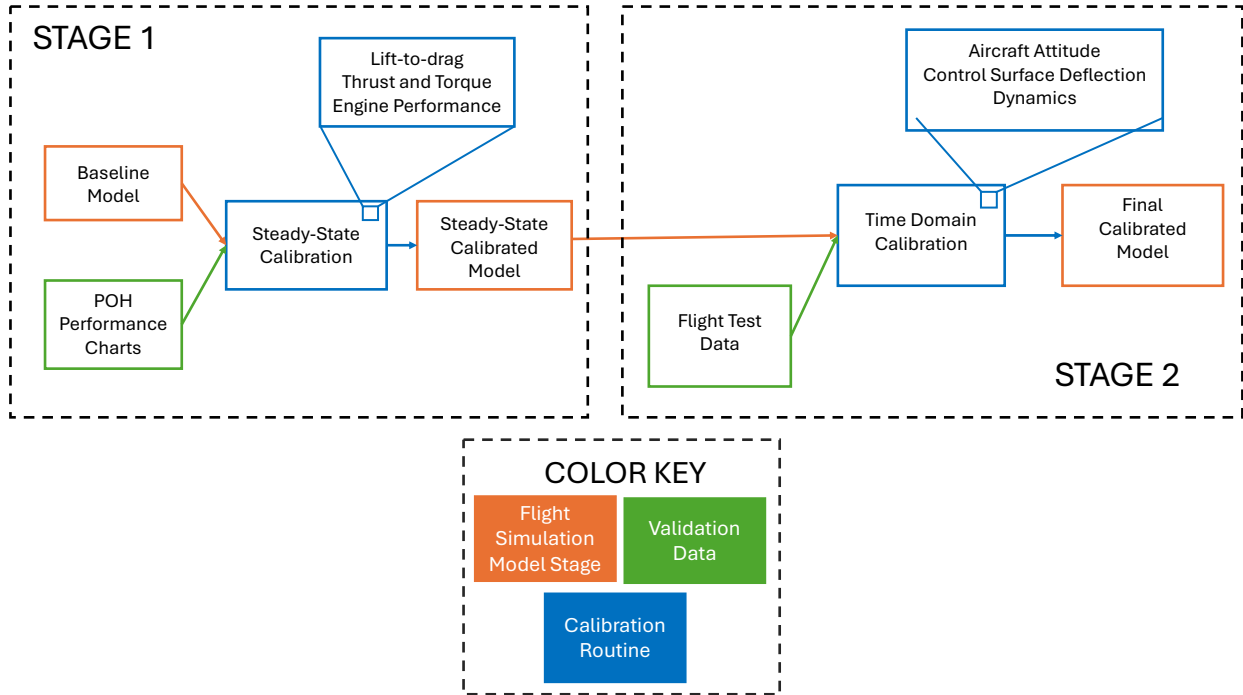 STAGE 1
Lift-to-drag
Thrust and Torque
Engine Performance
Baseline
Model
Steady-State
Calibration
Steady-State
Calibrated
Model
POH
Performance
Charts
Aircraft Attitude
Control Surface Deflection
Dynamics
Time Domain
Calibration
Final
Calibrated
Model
Flight Test
Data
STAGE 2
COLOR KEY
Flight
Simulation
Model Stage
Validation
Data
Calibration
Routine